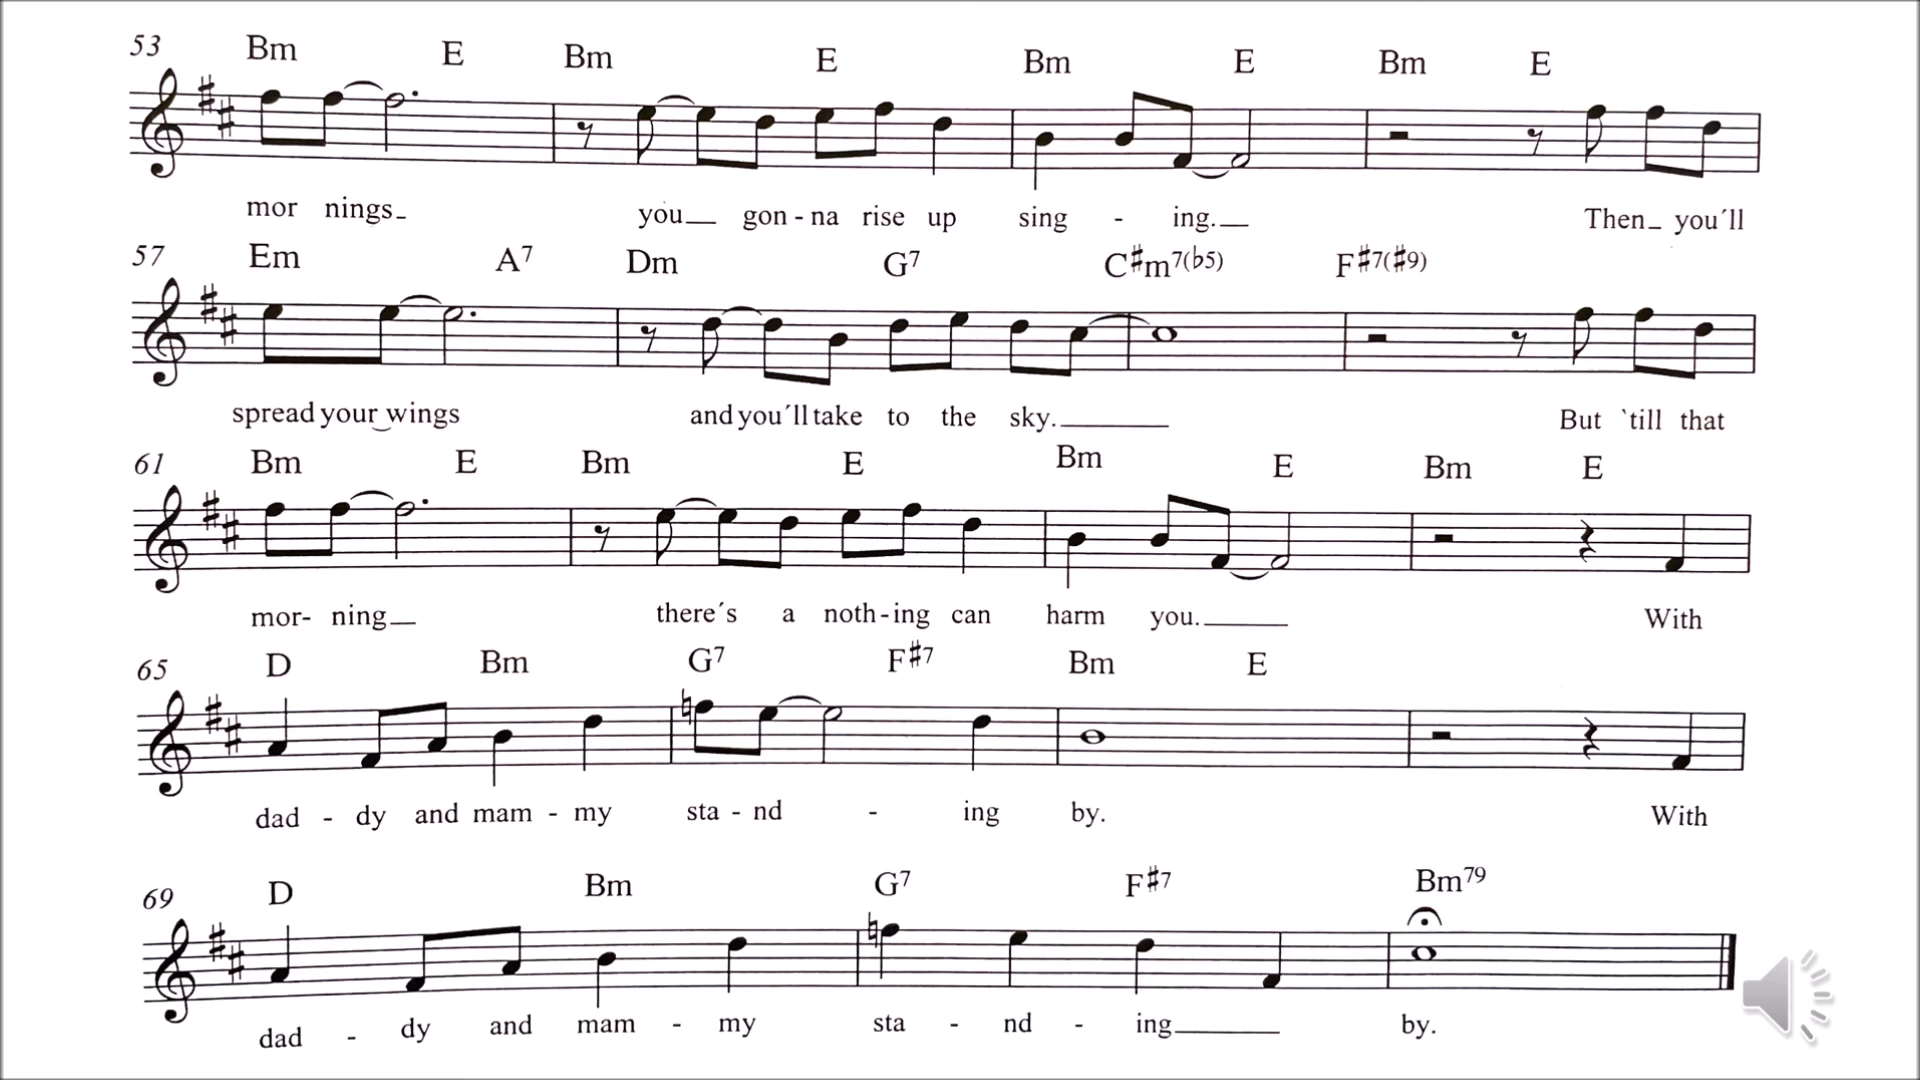 53 Bm E Bm E Bm E Bm E
mor nings_ you_ gon - na rise up sing - ing._ Then_ you´ll
57 Em A7 Dm G7 C♯m7(♭5) F♯7(♯9)
spread your‿wings and you´ll take to the sky.____ But `till that
61 Bm E Bm E Bm E Bm E
mor- ning_ there´s a noth - ing can harm you.____ With
65 D Bm G7 F♯7 Bm E
dad - dy and mam - my sta - nd - ing by. With
69 D Bm G7 F♯7 Bm79
dad - dy and mam - my sta - nd - ing____ by.